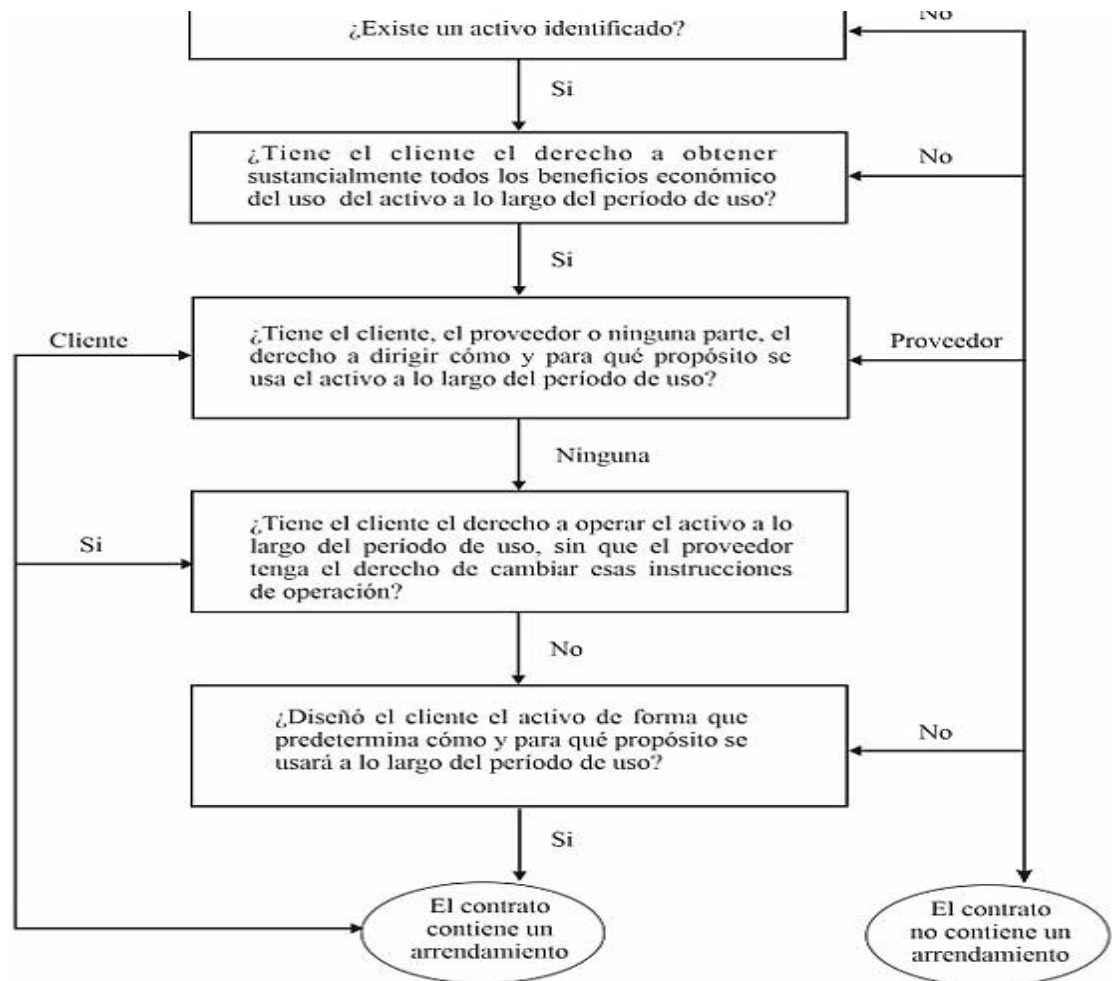 No
¿Existe un activo identificado?
Si
¿Tiene el cliente el derecho a obtener
sustancialmente todos los beneficios económico
del uso del activo a lo largo del período de uso?
No
Si
Cliente
¿Tiene el cliente, el proveedor o ninguna parte, el
derecho a dirigir cómo y para qué propósito se
usa el activo a lo largo del período de uso?
Proveedor
Ninguna
Si
¿Tiene el cliente el derecho a operar el activo a lo
largo del período de uso, sin que el proveedor
tenga el derecho de cambiar esas instrucciones
de operación?
No
¿Diseñó el cliente el activo de forma que
predetermina cómo y para qué propósito se
usará a lo largo del período de uso?
No
Si
El contrato
contiene un
arrendamiento
El contrato
no contiene un
arrendamiento